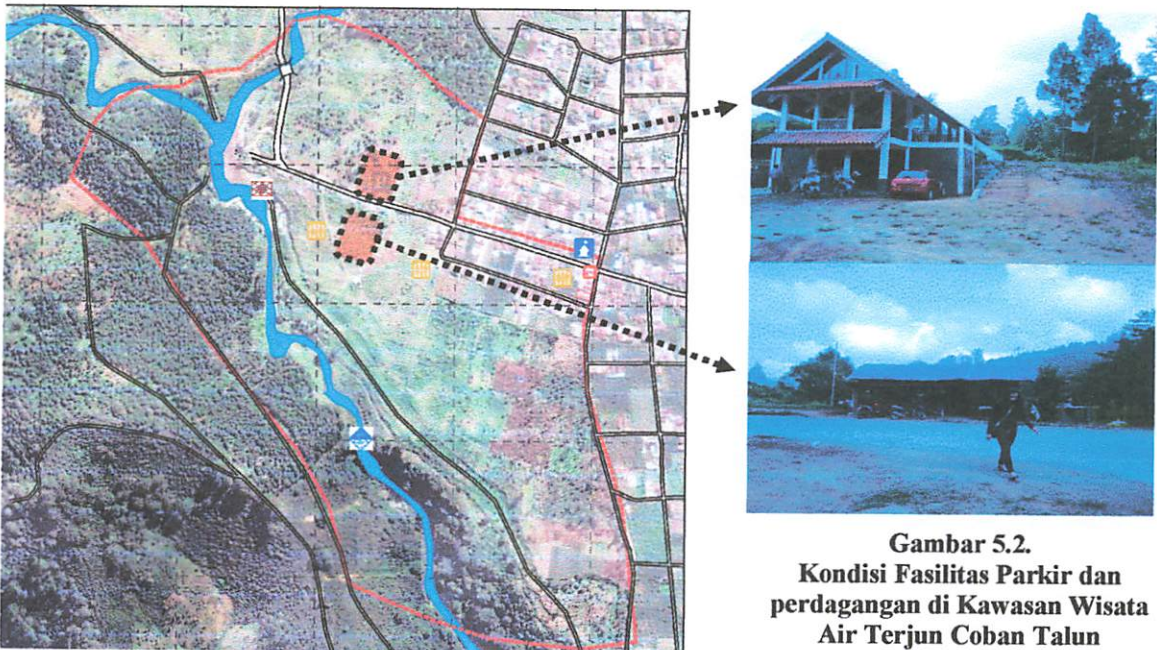 Gambar 5.2.
Kondisi Fasilitas Parkir dan
perdagangan di Kawasan Wisata
Air Terjun Coban Talun